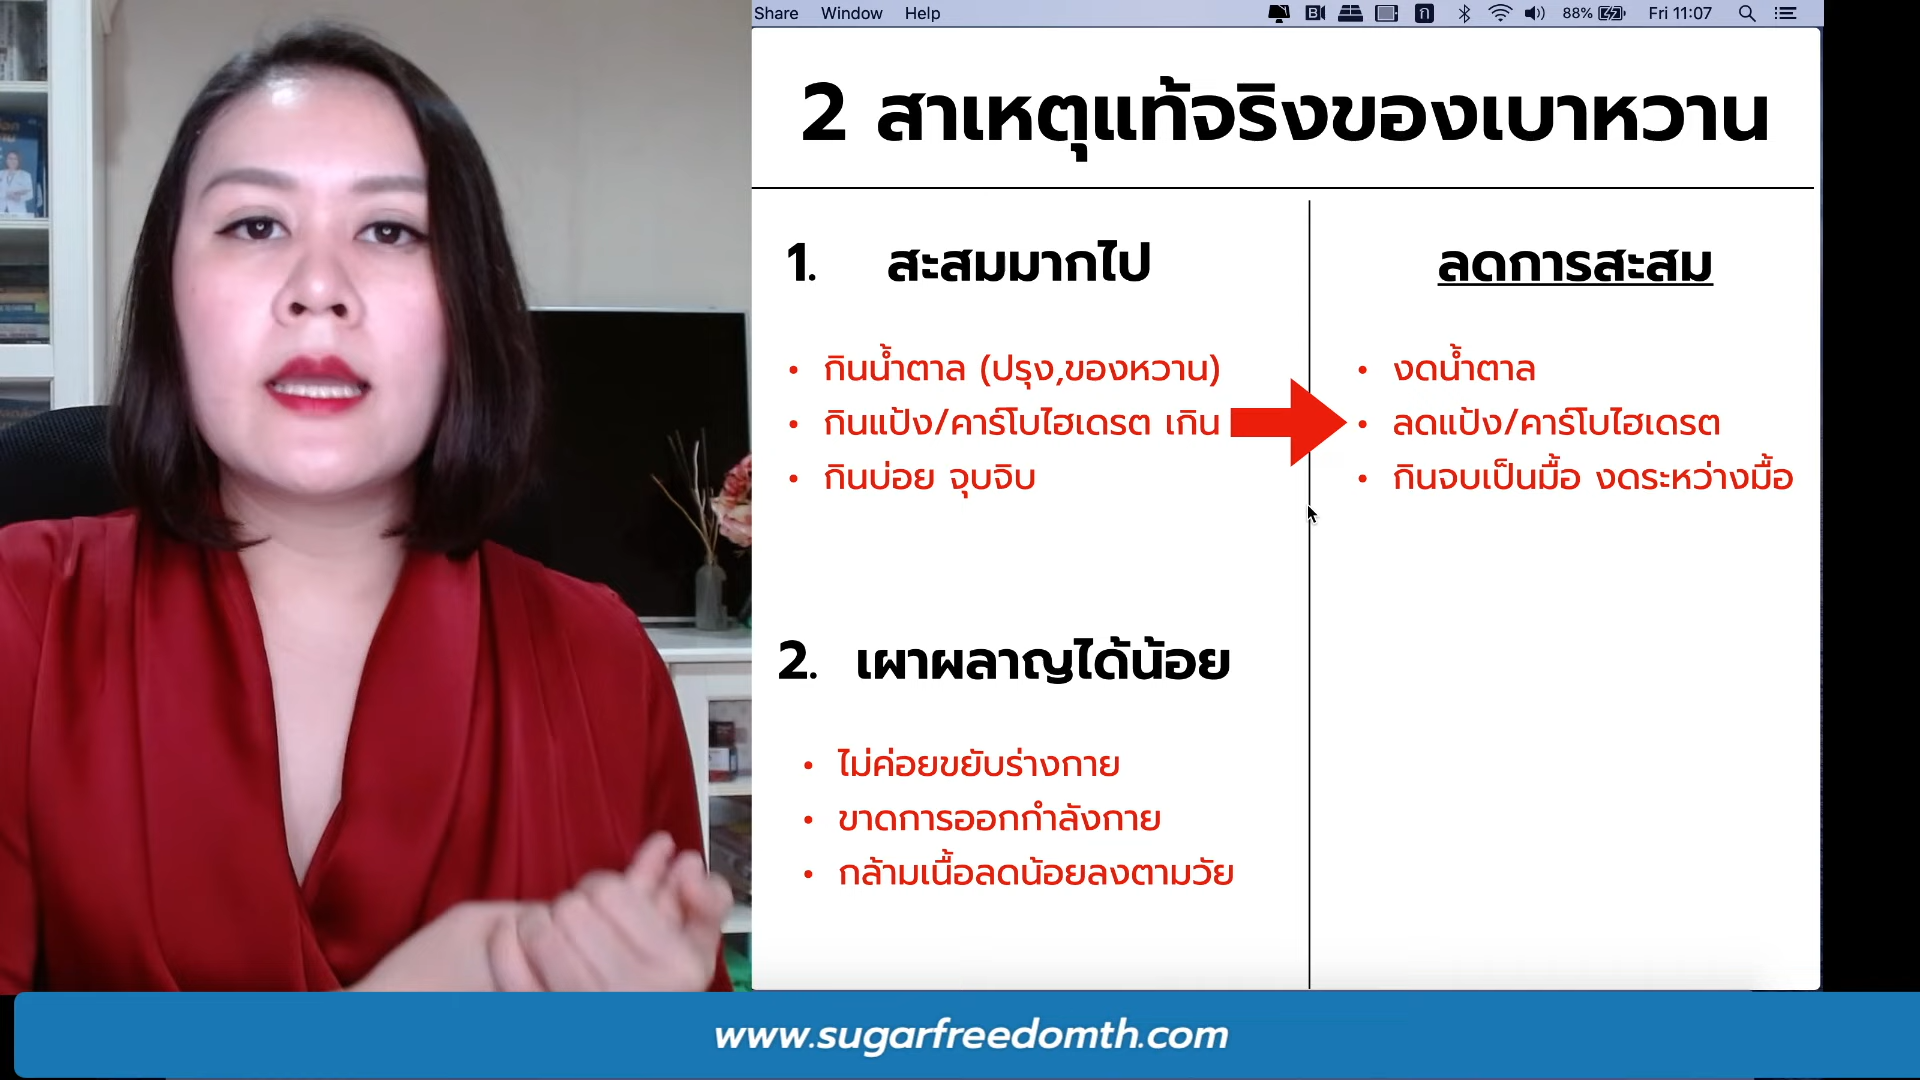 Share Window Help
88% Fri 11:07
2 สาเหตุแท้จริงของเบาหวาน
1. สะสมมากไป
• กินน้ำตาล (ปรุง,ของหวาน)
• กินแป้ง/คาร์โบไฮเดรต เกิน
• กินบ่อย จุบจิบ
ลดการสะสม
• งดน้ำตาล
• ลดแป้ง/คาร์โบไฮเดรต
• กินจบเป็นมื้อ งดระหว่างมื้อ
2. เผาผลาญได้น้อย
• ไม่ค่อยขยับร่างกาย
• ขาดการออกกำลังกาย
• กล้ามเนื้อลดน้อยลงตามวัย
www.sugarfreedomth.com